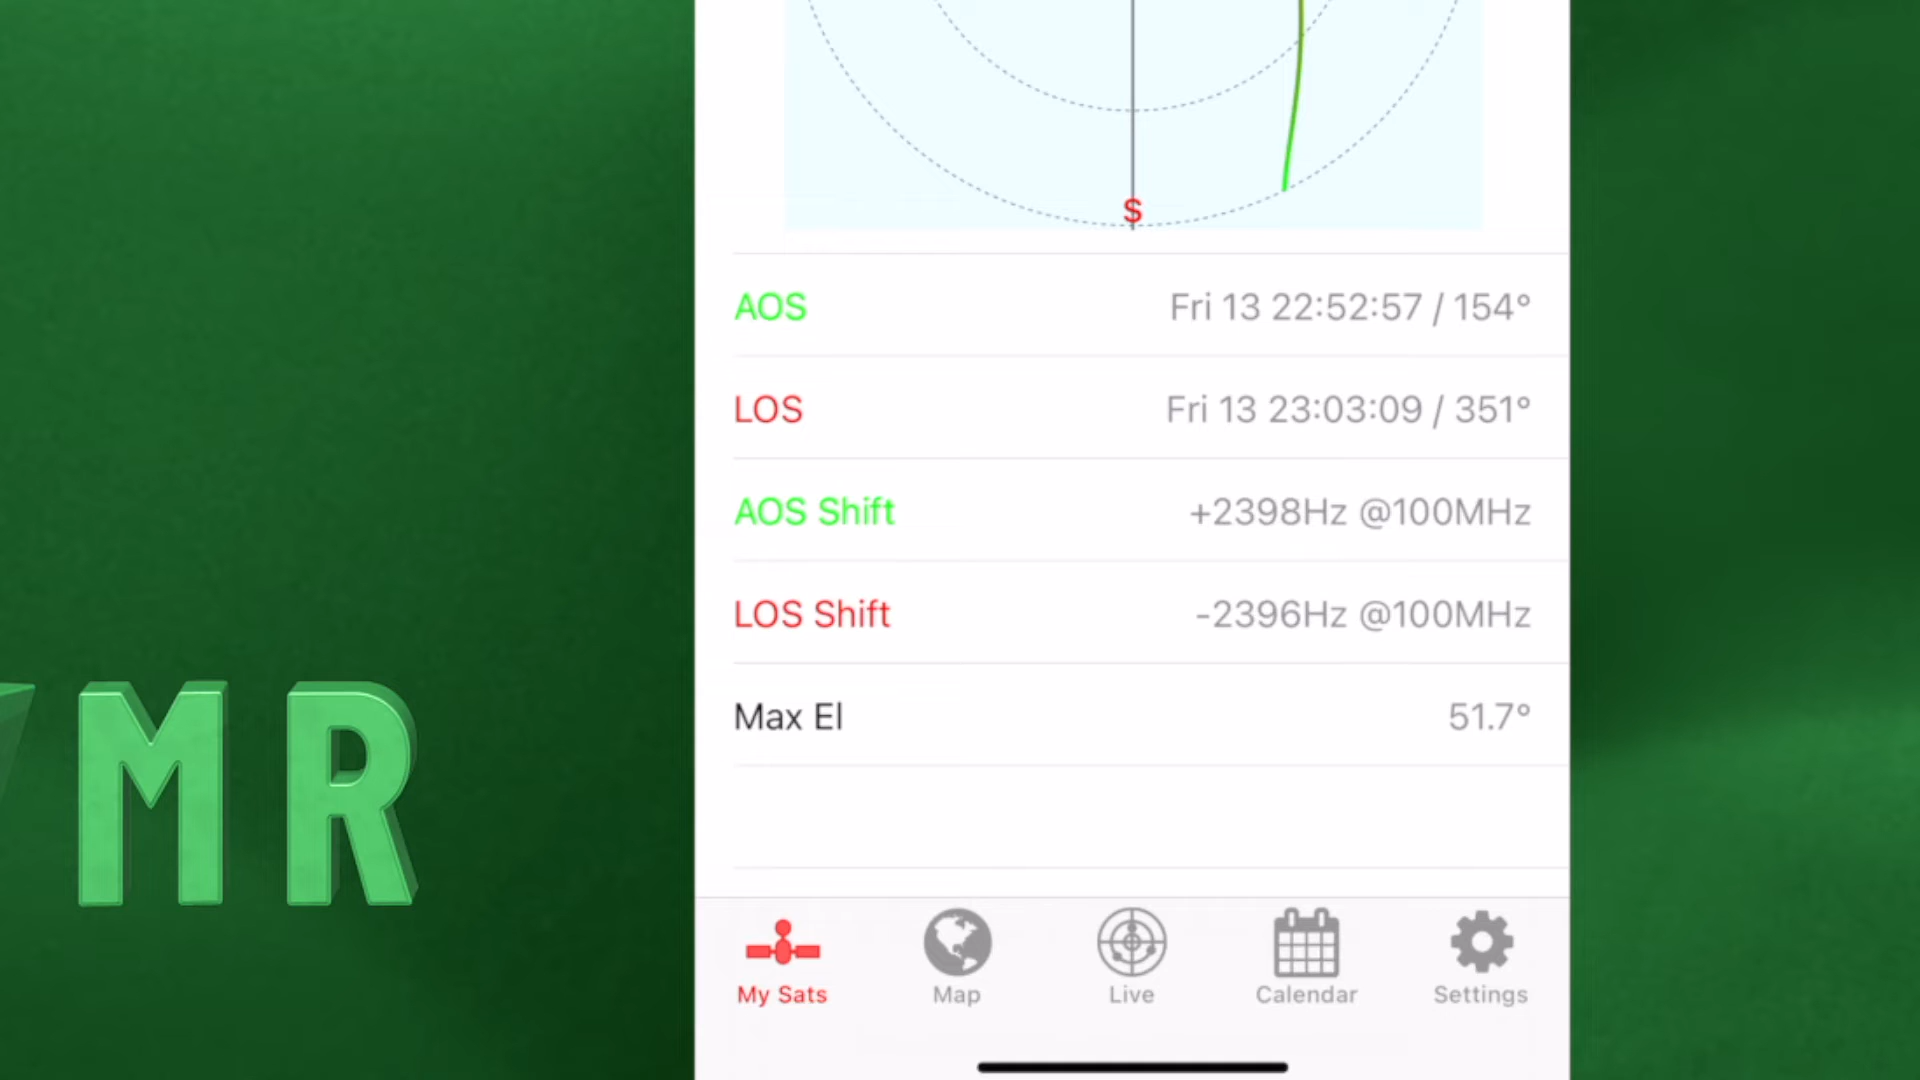 S
AOS Fri 13 22:52:57 / 154°
LOS Fri 13 23:03:09 / 351°
AOS Shift +2398Hz @100MHz
LOS Shift -2396Hz @100MHz
Max El 51.7°
MR
My Sats Map Live Calendar Settings